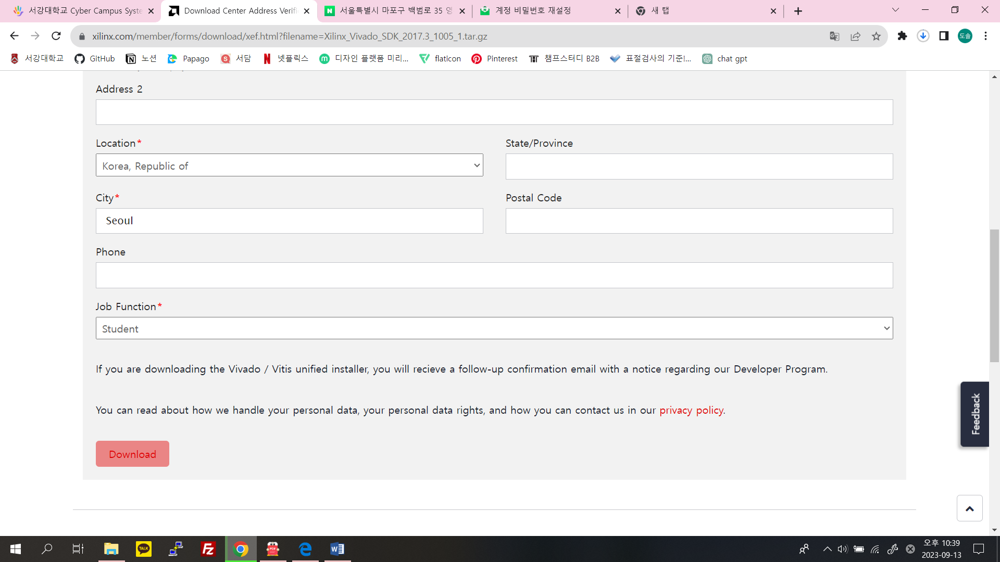 서강대학교 Cyber Campus Syste
Download Center Address Verifi
서울특별시 마포구 백범로 35 영
계정 비밀번호 재설정
새 탭
xilinx.com/member/forms/download/xef.html?filename=Xilinx_Vivado_SDK_2017.3_1005_1.tar.gz
도솔
서강대학교
GitHub
노션
Papago
서담
넷플릭스
디자인 플랫폼 미리...
flaticon
Pinterest
챔프스터디 B2B
표절검사의 기준!...
chat gpt
Address 2
Location*
State/Province
Korea, Republic of
City*
Postal Code
Seoul
Phone
Job Function*
Student
If you are downloading the Vivado / Vitis unified installer, you will recieve a follow-up confirmation email with a notice regarding our Developer Program.
You can read about how we handle your personal data, your personal data rights, and how you can contact us in our privacy policy.
Feedback
Download
TALK
PDF
오후 10:39
2023-09-13